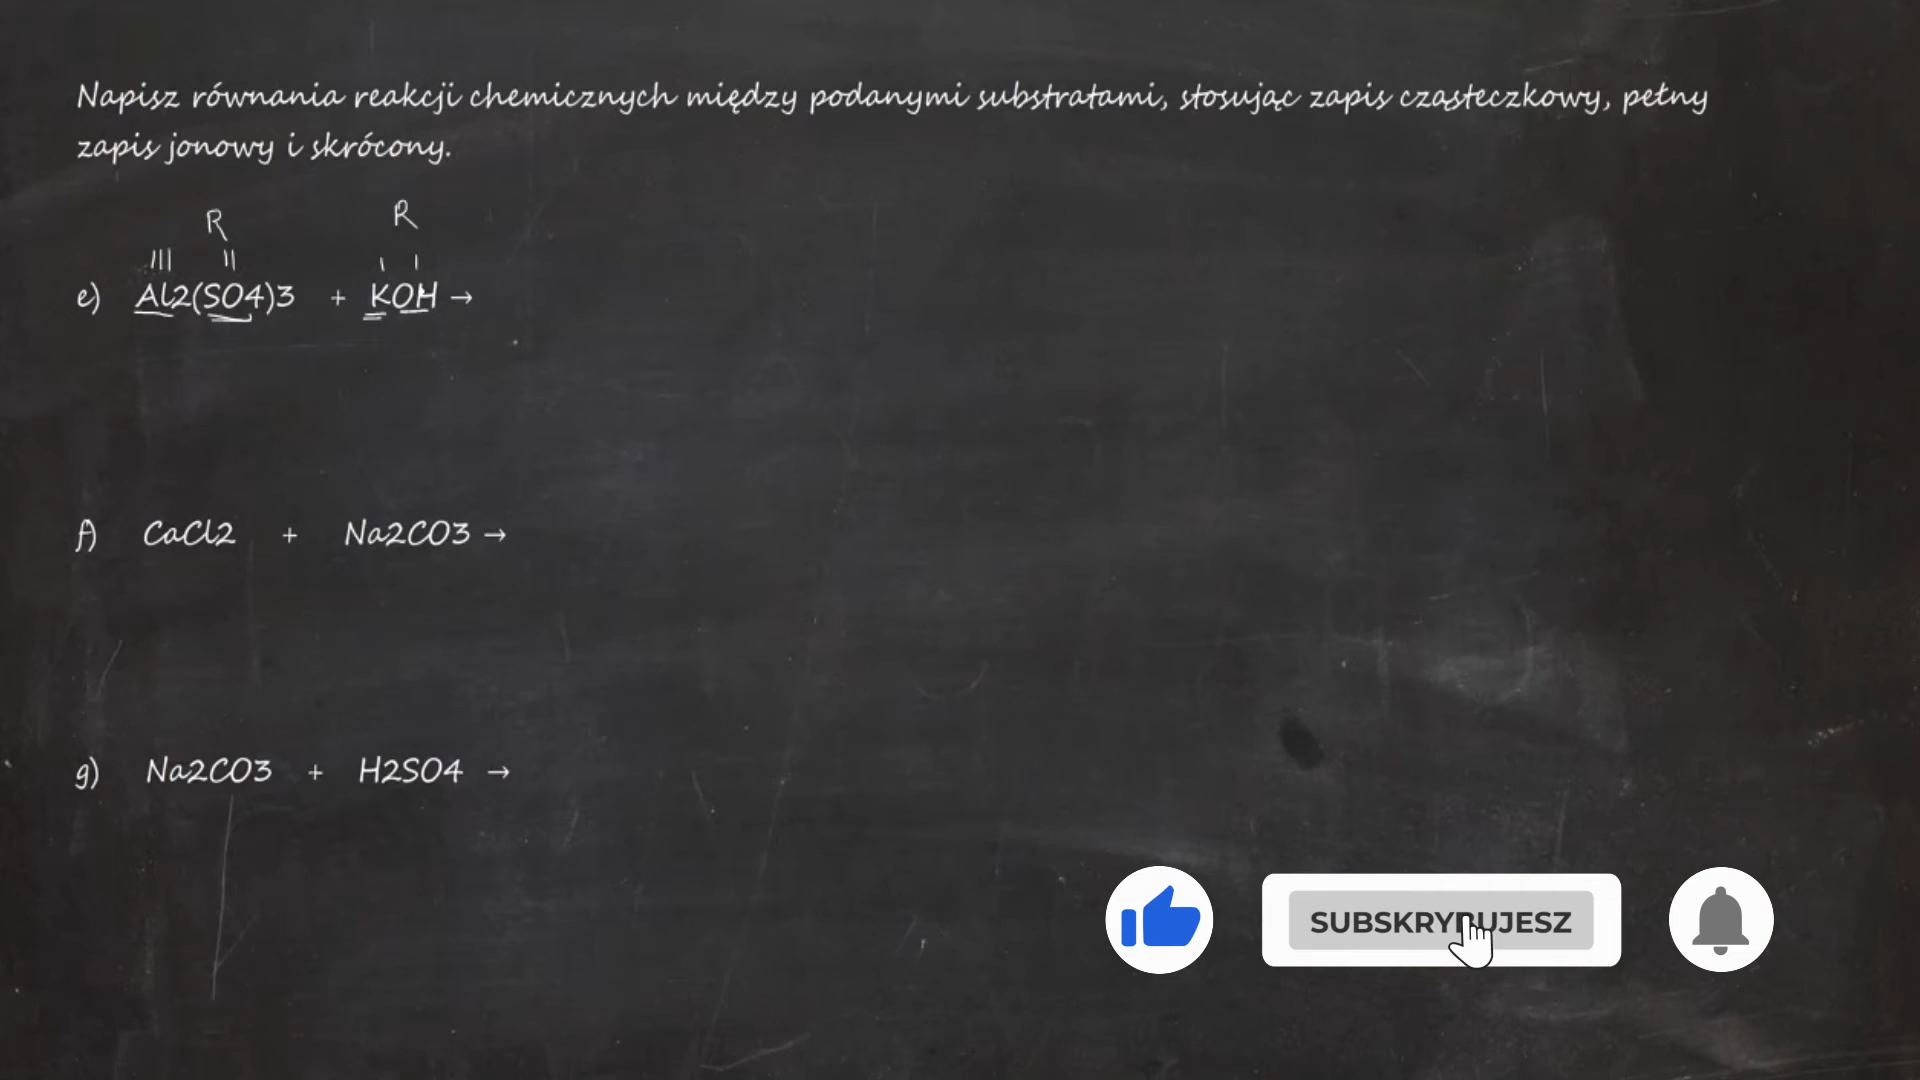 Napisz równania reakcji chemicznych między podanymi substratami, stosując zapis cząsteczkowy, pełny
zapis jonowy i skrócony.
R R
III II I I
e) Al2(SO4)3 + KOH →
f) CaCl2 + Na2CO3 →
g) Na2CO3 + H2SO4 →
SUBSKRYBUJESZ